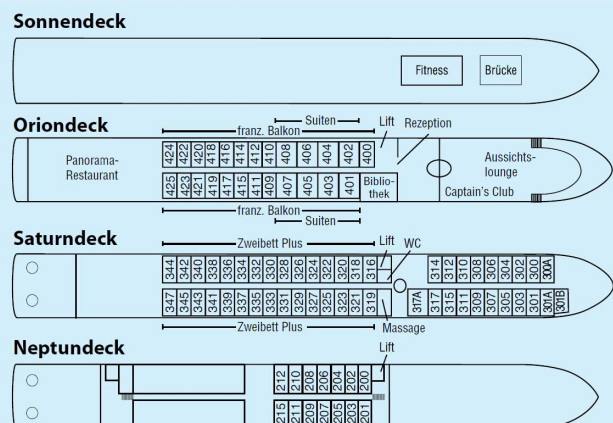 Sonnendeck
Fitness
Brücke
Oriondeck
Suiten
Lift
Rezeption
franz. Balkon
424 422 420 418 416 414 412 410 408 406 404 402 400
Panorama-
Restaurant
Aussichts-
lounge
425 423 421 419 417 415 411 409 407 405 403 401
Biblio-
thek
Captain's Club
franz. Balkon
Suiten
Saturndeck
Zweibett Plus
Lift
WC
344 342 340 338 336 334 332 330 328 326 324 322 320 318 316
314 312 310 308 306 304 302 300 300A
347 345 343 341 339 337 335 333 331 329 327 325 323 321 319
317A 317 315 311 309 307 305 303 301 301A 301B
Zweibett Plus
Massage
Neptundeck
Lift
212 210 208 206 204 202 200
215 211 209 207 205 203 201